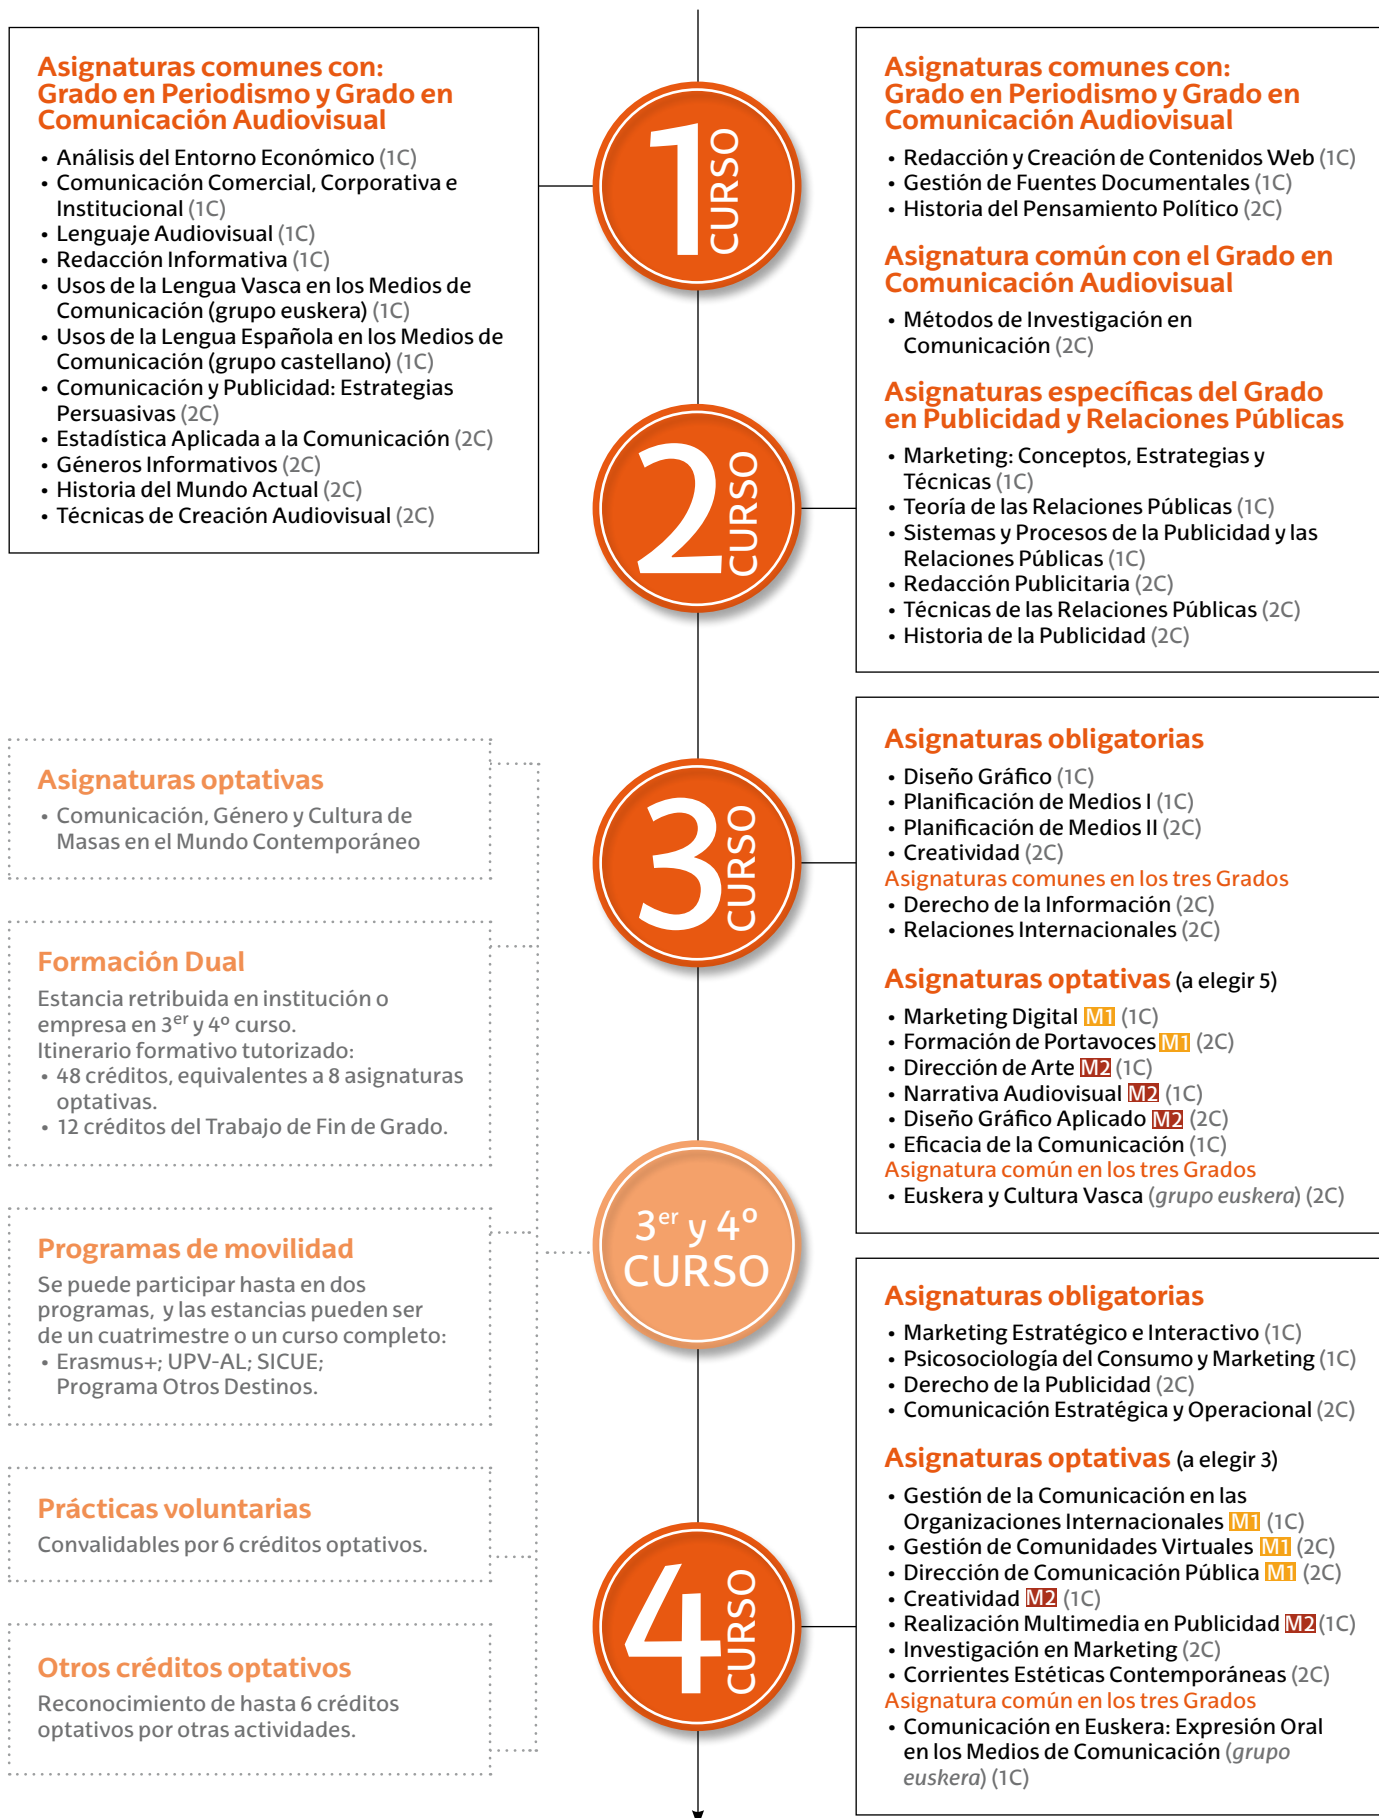 Asignaturas comunes con:
Grado en Periodismo y Grado en
Comunicación Audiovisual
• Análisis del Entorno Económico (1C)
• Comunicación Comercial, Corporativa e
Institucional (1C)
• Lenguaje Audiovisual (1C)
• Redacción Informativa (1C)
• Usos de la Lengua Vasca en los Medios de
Comunicación (grupo euskera) (1C)
• Usos de la Lengua Española en los Medios de
Comunicación (grupo castellano) (1C)
• Comunicación y Publicidad: Estrategias
Persuasivas (2C)
• Estadística Aplicada a la Comunicación (2C)
• Géneros Informativos (2C)
• Historia del Mundo Actual (2C)
• Técnicas de Creación Audiovisual (2C)
1 CURSO
Asignaturas comunes con:
Grado en Periodismo y Grado en
Comunicación Audiovisual
• Redacción y Creación de Contenidos Web (1C)
• Gestión de Fuentes Documentales (1C)
• Historia del Pensamiento Político (2C)
Asignatura común con el Grado en
Comunicación Audiovisual
• Métodos de Investigación en
Comunicación (2C)
Asignaturas específicas del Grado
en Publicidad y Relaciones Públicas
• Marketing: Conceptos, Estrategias y
Técnicas (1C)
• Teoría de las Relaciones Públicas (1C)
• Sistemas y Procesos de la Publicidad y las
Relaciones Públicas (1C)
• Redacción Publicitaria (2C)
• Técnicas de las Relaciones Públicas (2C)
• Historia de la Publicidad (2C)
2 CURSO
Asignaturas obligatorias
• Diseño Gráfico (1C)
• Planificación de Medios I (1C)
• Planificación de Medios II (2C)
• Creatividad (2C)
Asignaturas comunes en los tres Grados
• Derecho de la Información (2C)
• Relaciones Internacionales (2C)
Asignaturas optativas (a elegir 5)
• Marketing Digital M1 (1C)
• Formación de Portavoces M1 (2C)
• Dirección de Arte M2 (1C)
• Narrativa Audiovisual M2 (1C)
• Diseño Gráfico Aplicado M2 (2C)
• Eficacia de la Comunicación (1C)
Asignatura común en los tres Grados
• Euskera y Cultura Vasca (grupo euskera) (2C)
3 CURSO
Asignaturas optativas
• Comunicación, Género y Cultura de
Masas en el Mundo Contemporáneo
Formación Dual
Estancia retribuida en institución o
empresa en 3er y 4º curso.
Itinerario formativo tutorizado:
• 48 créditos, equivalentes a 8 asignaturas
optativas.
• 12 créditos del Trabajo de Fin de Grado.
Programas de movilidad
Se puede participar hasta en dos
programas, y las estancias pueden ser
de un cuatrimestre o un curso completo:
• Erasmus+; UPV-AL; SICUE;
Programa Otros Destinos.
Prácticas voluntarias
Convalidables por 6 créditos optativos.
Otros créditos optativos
Reconocimiento de hasta 6 créditos
optativos por otras actividades.
3er y 4º
CURSO
Asignaturas obligatorias
• Marketing Estratégico e Interactivo (1C)
• Psicosociología del Consumo y Marketing (1C)
• Derecho de la Publicidad (2C)
• Comunicación Estratégica y Operacional (2C)
Asignaturas optativas (a elegir 3)
• Gestión de la Comunicación en las
Organizaciones Internacionales M1 (1C)
• Gestión de Comunidades Virtuales M1 (2C)
• Dirección de Comunicación Pública M1 (2C)
• Creatividad M2 (1C)
• Realización Multimedia en Publicidad M2 (1C)
• Investigación en Marketing (2C)
• Corrientes Estéticas Contemporáneas (2C)
Asignatura común en los tres Grados
• Comunicación en Euskera: Expresión Oral
en los Medios de Comunicación (grupo
euskera) (1C)
4 CURSO